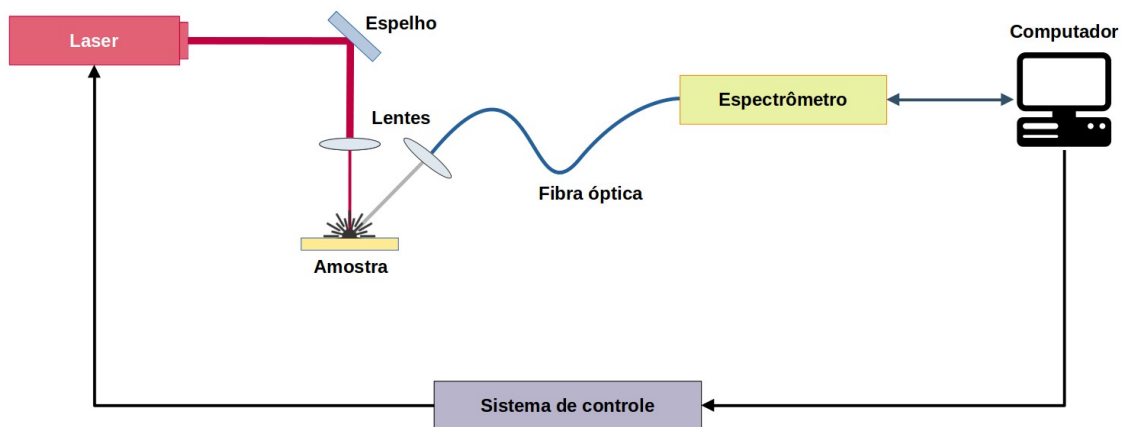 Laser
Espelho
Computador
Lentes
Espectrômetro
Fibra óptica
Amostra
Sistema de controle